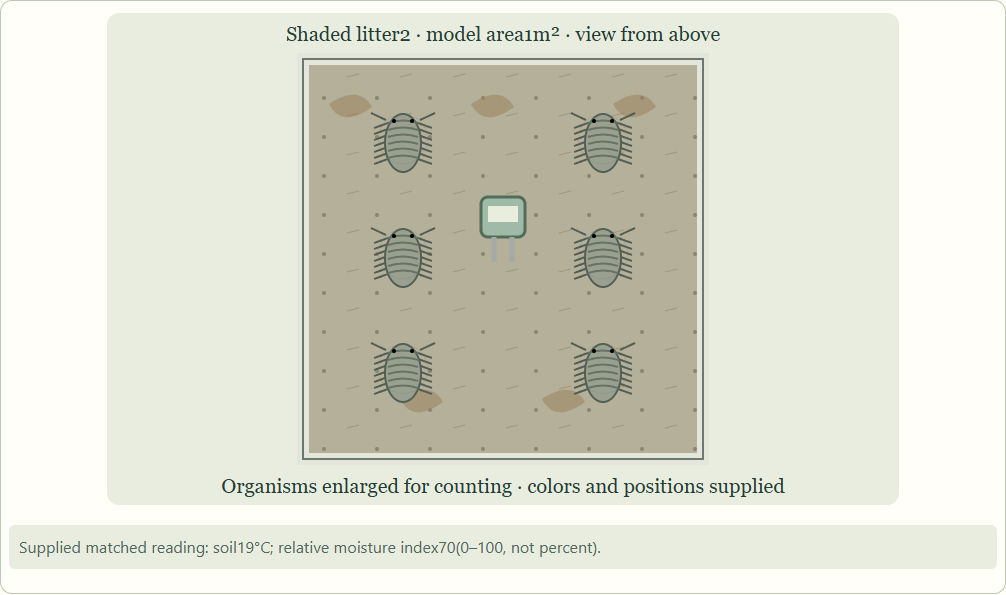 Shaded litter2 · model area1m² · view from above
Organisms enlarged for counting · colors and positions supplied
Supplied matched reading: soil19°C; relative moisture index70(0–100, not percent).